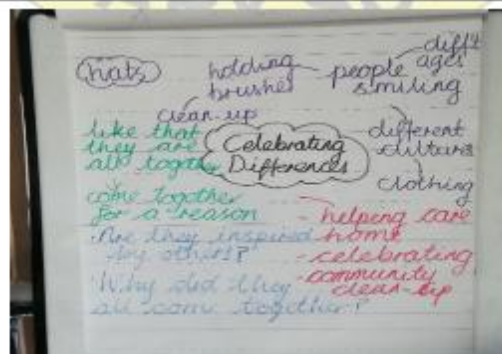 hats
holding brushes
people smiling
diff't ages
clean-up
different culture
clothing
Celebrating Differences
like that they are all together
come together for a reason
- helping care home
- celebrating
- community clean-up
Are they inspired by others?
Why did they all come together?